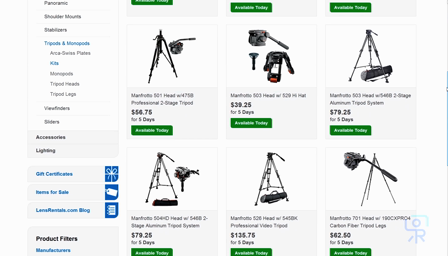 Panoramic
Shoulder Mounts
Stabilizers
Tripods & Monopods
Arca-Swiss Plates
Kits
Monopods
Tripod Heads
Tripod Legs
Viewfinders
Sliders
Accessories
Lighting
Gift Certificates
Items for Sale
LensRentals.com Blog
Product Filters
Manufacturers
Available Today
Available Today
Available Today
Manfrotto 501 Head w/475B
Professional 2-Stage Tripod
$56.75
for 5 Days
Available Today
Manfrotto 503 Head w/ 529 Hi Hat
$39.25
for 5 Days
Available Today
Manfrotto 503 Head w/ 546B 2-
Stage Aluminum Tripod System
$79.25
for 5 Days
Available Today
Manfrotto 504HD Head w/ 546B 2-
Stage Aluminum Tripod System
$79.25
for 5 Days
Available Today
Manfrotto 526 Head w/ 545BK
Professional Video Tripod
$135.75
for 5 Days
Available Today
Manfrotto 701 Head w/ 190CXPRO4
Carbon Fiber Tripod Legs
$62.50
for 5 Days
Available Today